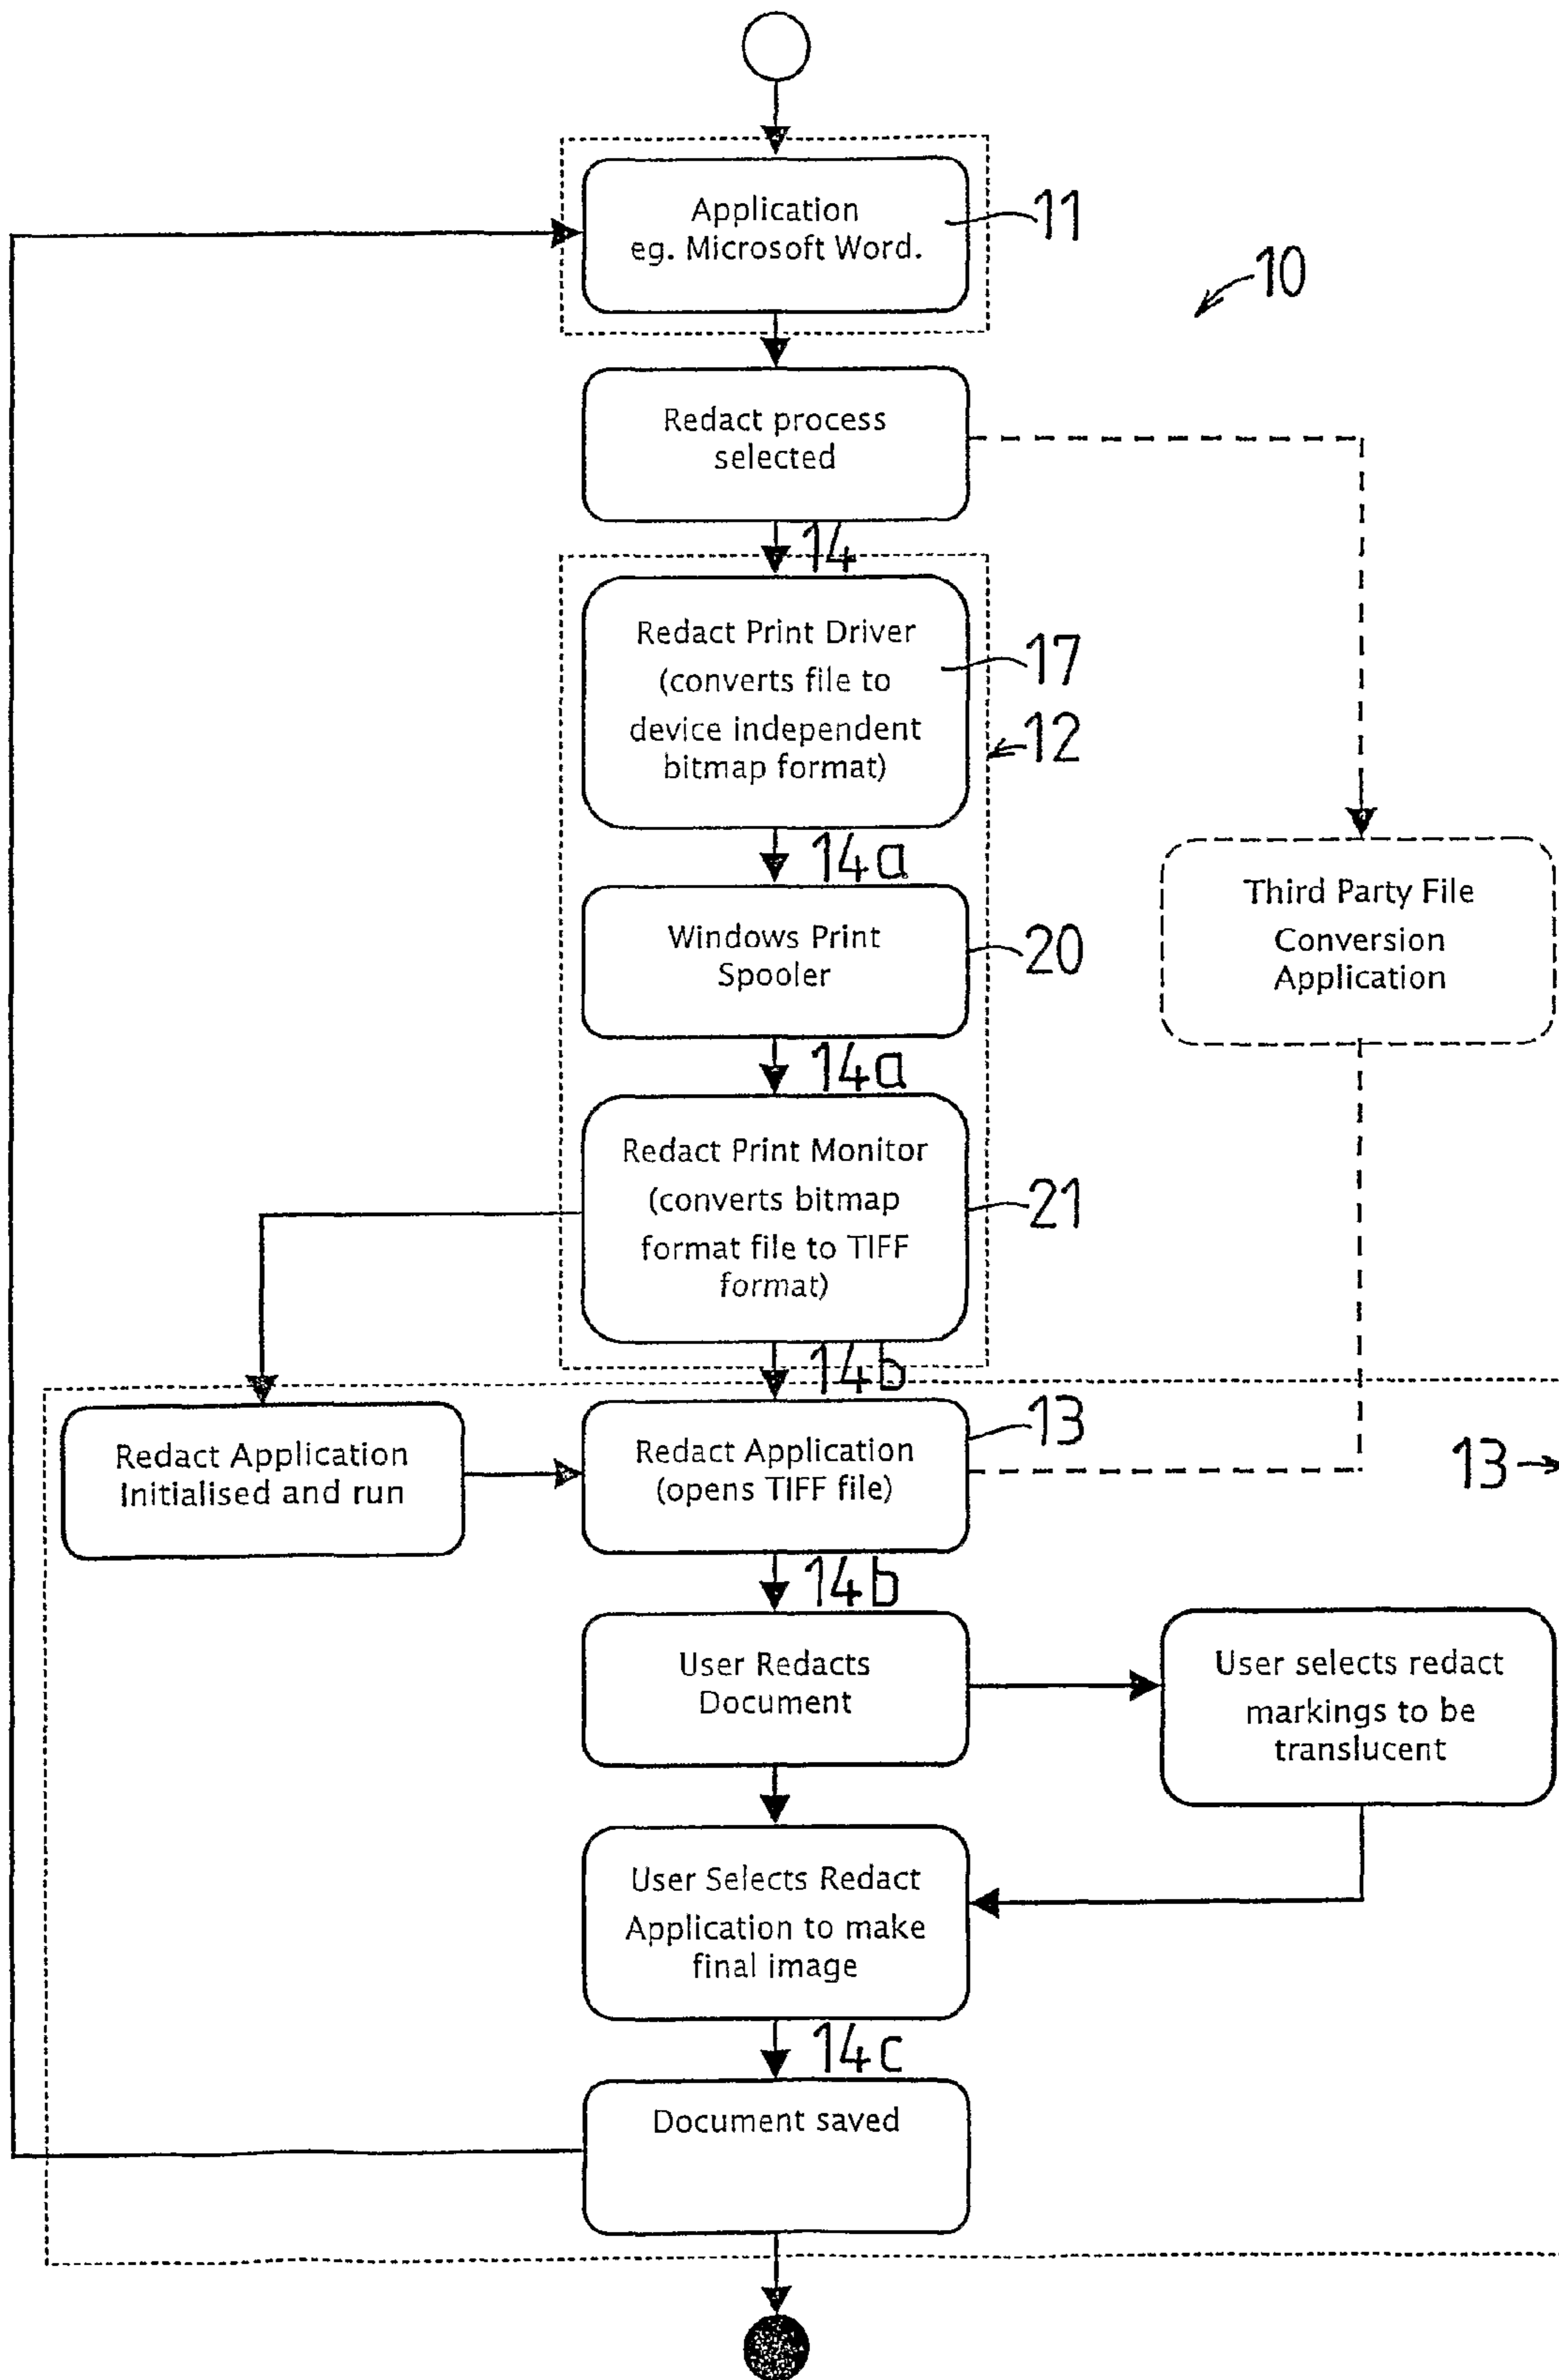 Application
eg. Microsoft Word.
11
10
Redact process
selected
14
Redact Print Driver
(converts file to
device independent
bitmap format)
17
12
14a
Windows Print
Spooler
20
Third Party File
Conversion
Application
14a
Redact Print Monitor
(converts bitmap
format file to TIFF
format)
21
14b
Redact Application
Initialised and run
Redact Application
(opens TIFF file)
13
13
14b
User Redacts
Document
User selects redact
markings to be
translucent
User Selects Redact
Application to make
final image
14c
Document saved